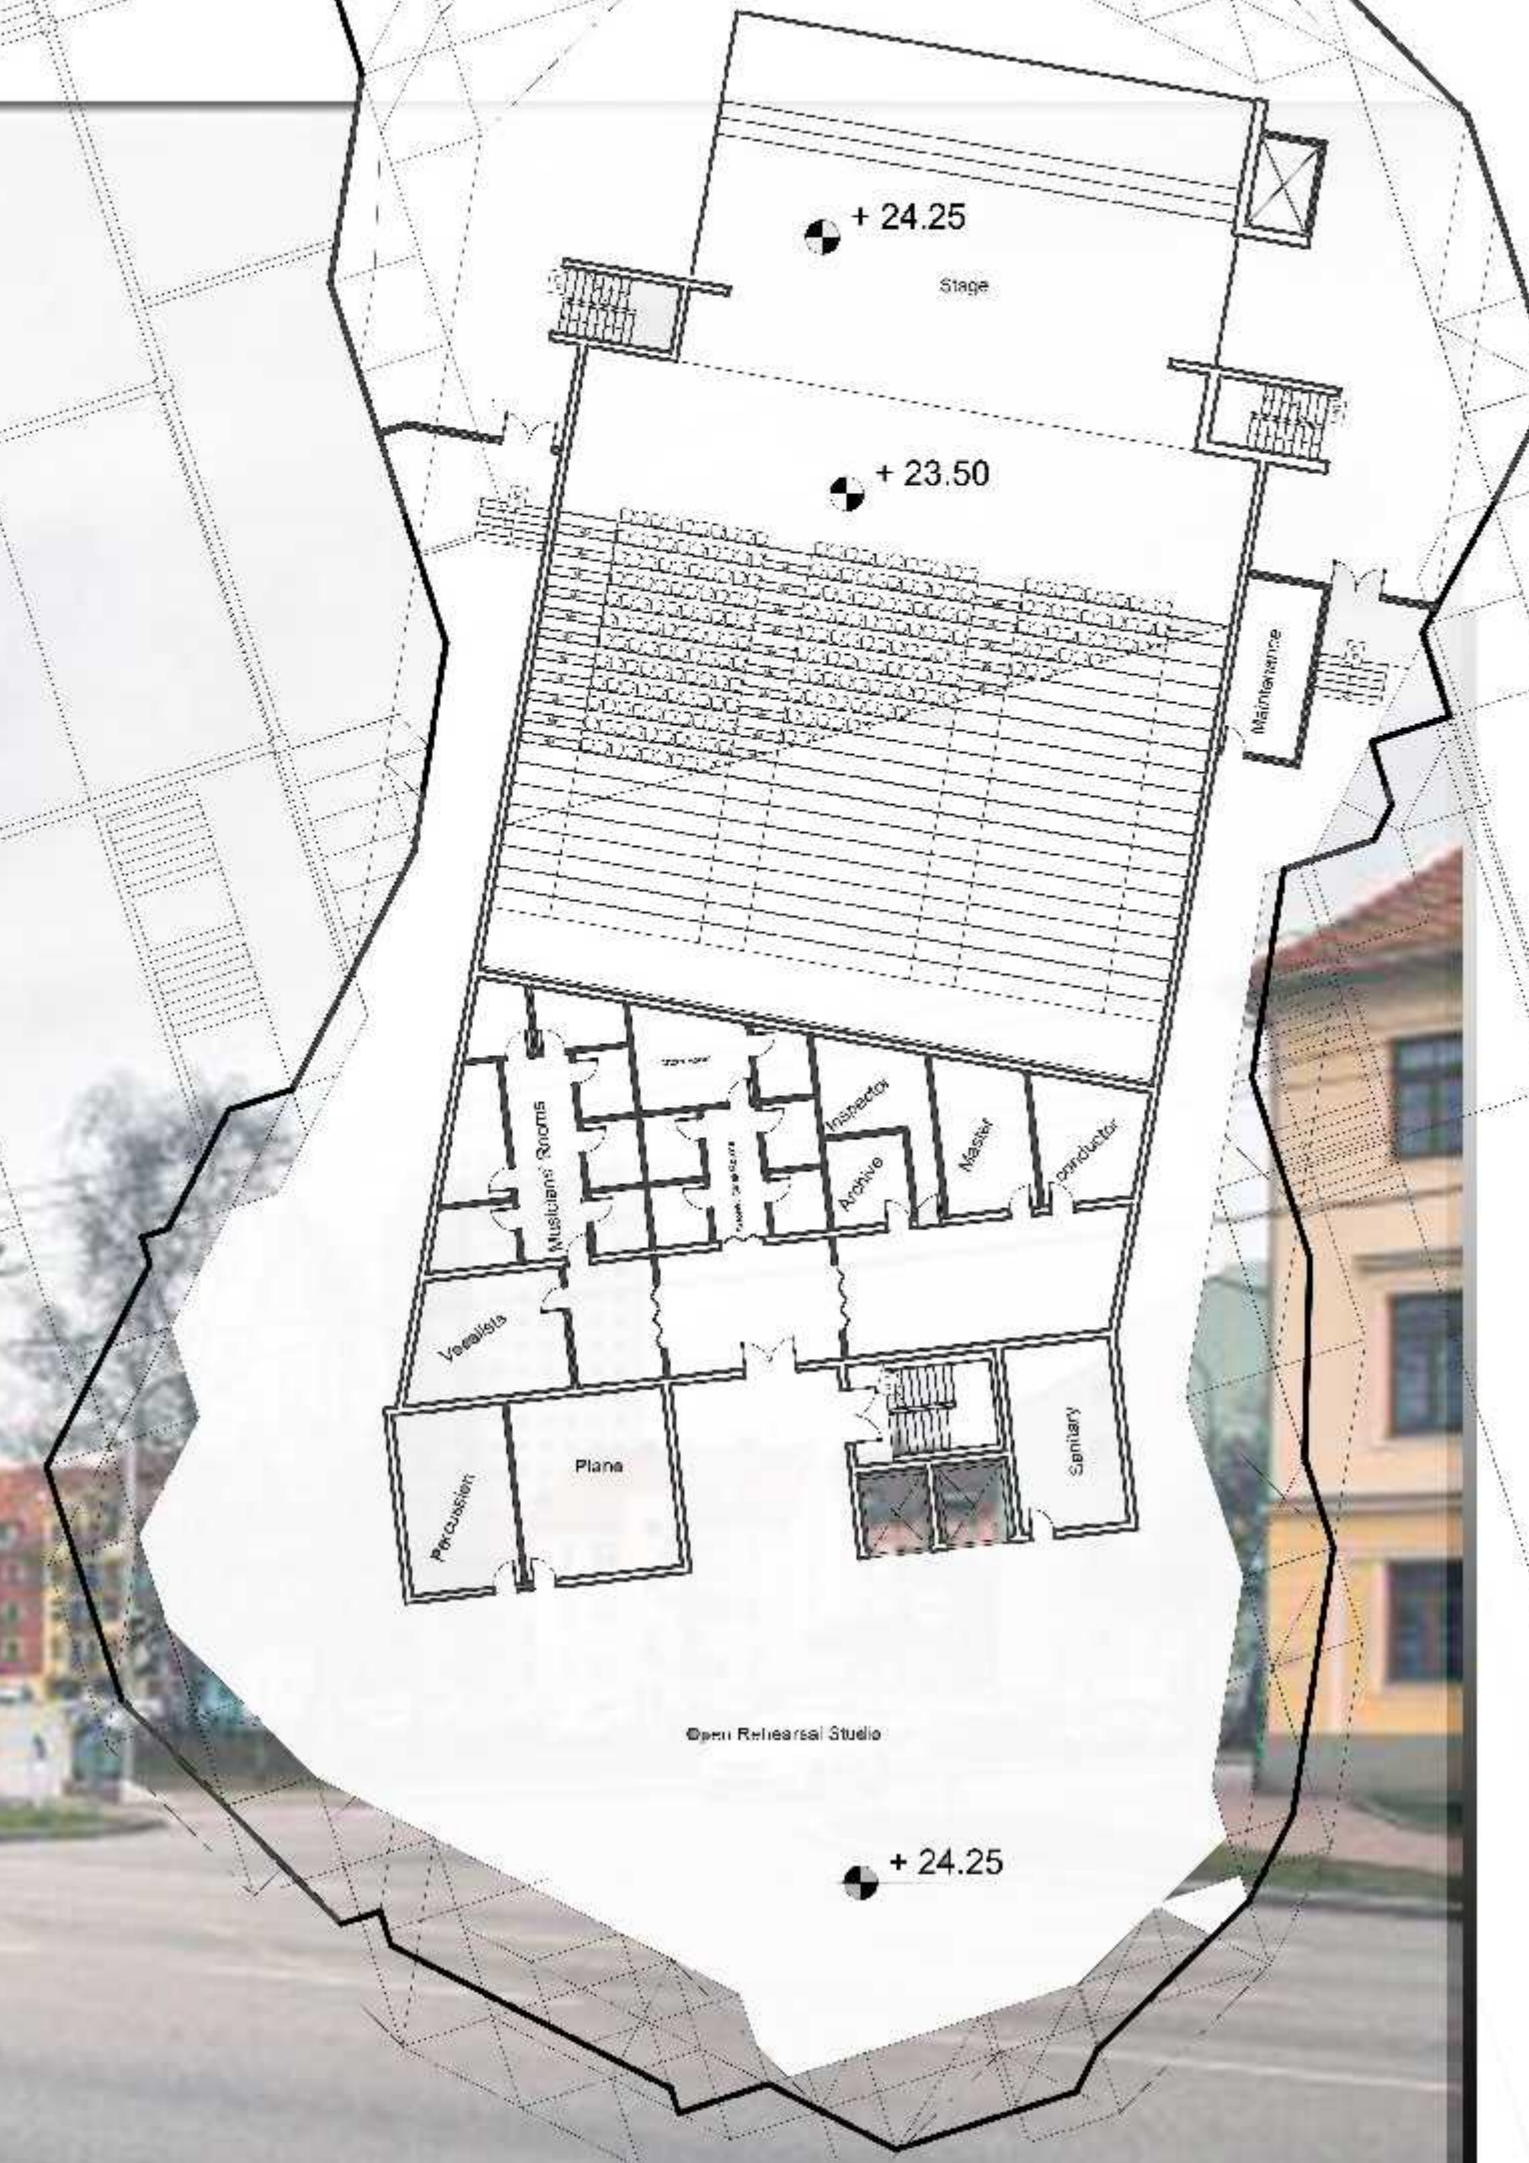 + 24.25
Stage
+ 23.50
Maintenance
Musicians' Rooms
Inspector
Archive
Master
conductor
Vocalists
Percussion
Plano
Sanitary
Open Rehearsal Studio
+ 24.25